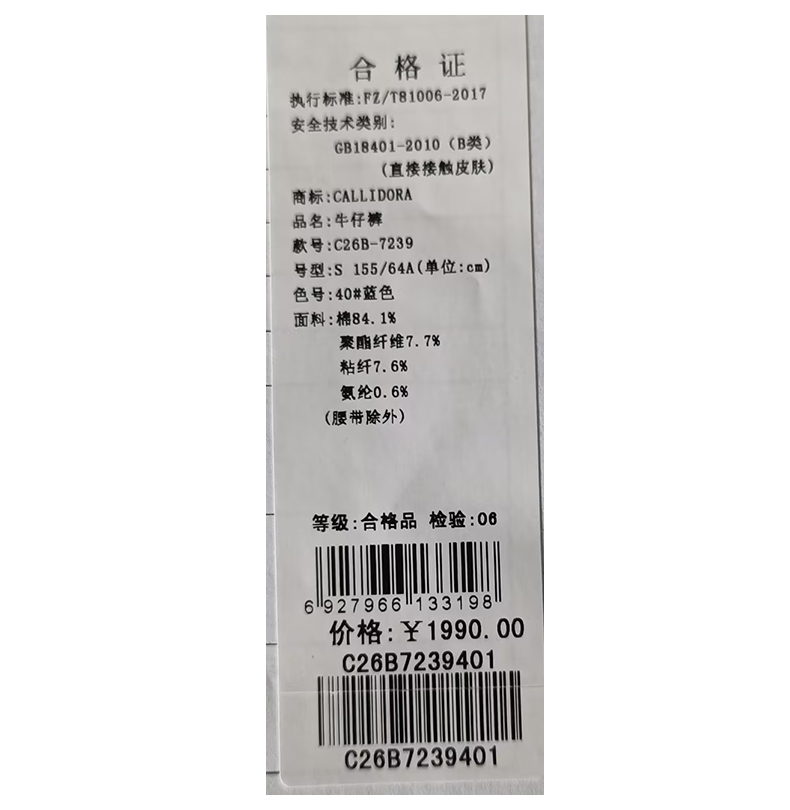 合格证
执行标准:FZ/T81006-2017
安全技术类别:
GB18401-2010（B类）
(直接接触皮肤)
商标:CALLIDORA
品名:牛仔裤
款号:C26B-7239
号型:S 155/64A(单位:cm)
色号:40#蓝色
面料:棉84.1%
聚酯纤维7.7%
粘纤7.6%
氨纶0.6%
(腰带除外)
等级:合格品 检验:06
6 927966 133198
价格:￥1990.00
C26B7239401
C26B7239401